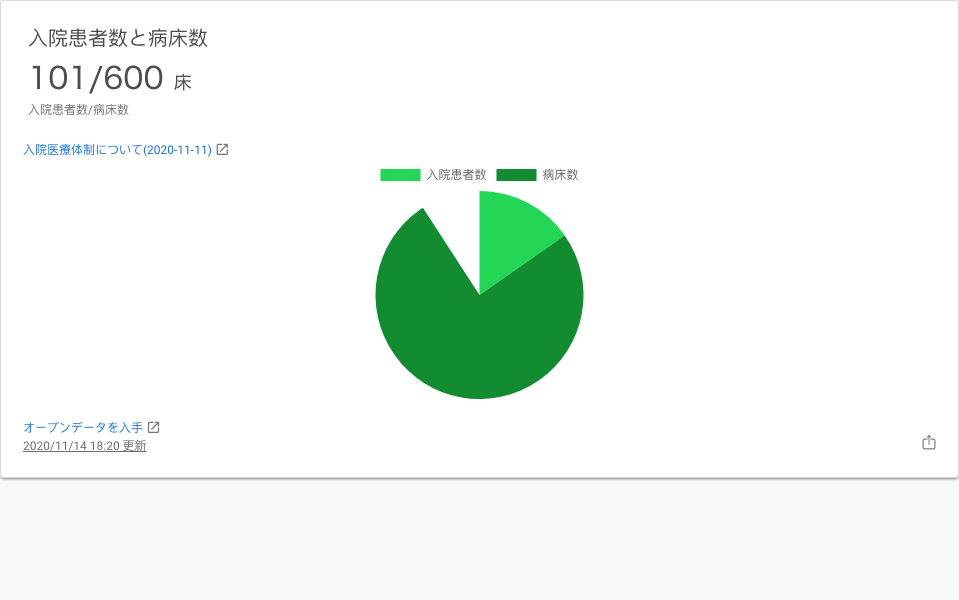 入院患者数と病床数
101/600 床
入院患者数/病床数
入院医療体制について(2020-11-11)
入院患者数 病床数
オープンデータを入手
2020/11/14 18:20 更新